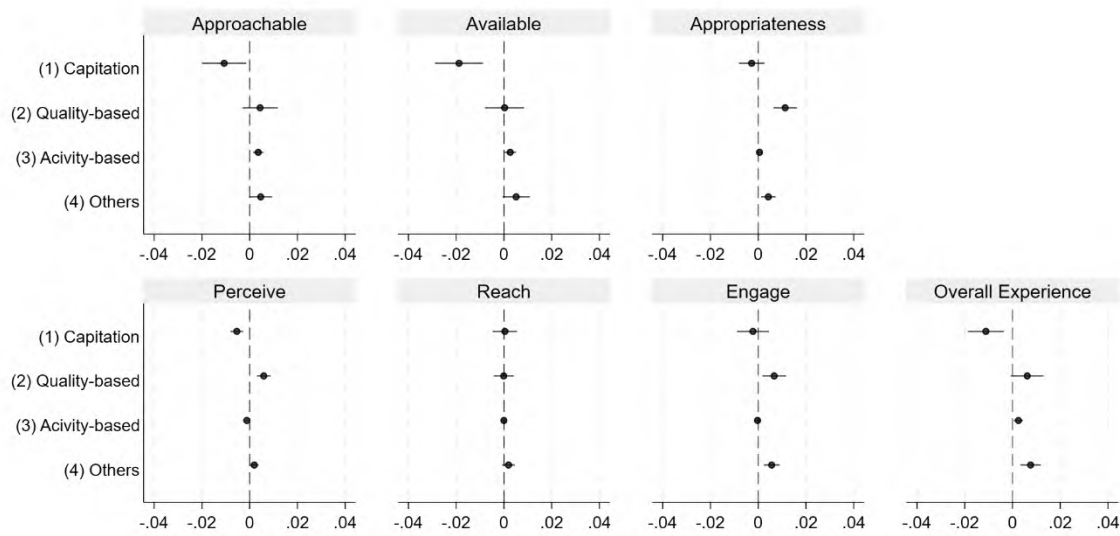 Approachable Available Appropriateness
(1) Capitation
(2) Quality-based
(3) Acivity-based
(4) Others
-.04 -.02 0 .02 .04 -.04 -.02 0 .02 .04 -.04 -.02 0 .02 .04
Perceive Reach Engage Overall Experience
(1) Capitation
(2) Quality-based
(3) Acivity-based
(4) Others
-.04 -.02 0 .02 .04 -.04 -.02 0 .02 .04 -.04 -.02 0 .02 .04 -.04 -.02 0 .02 .04